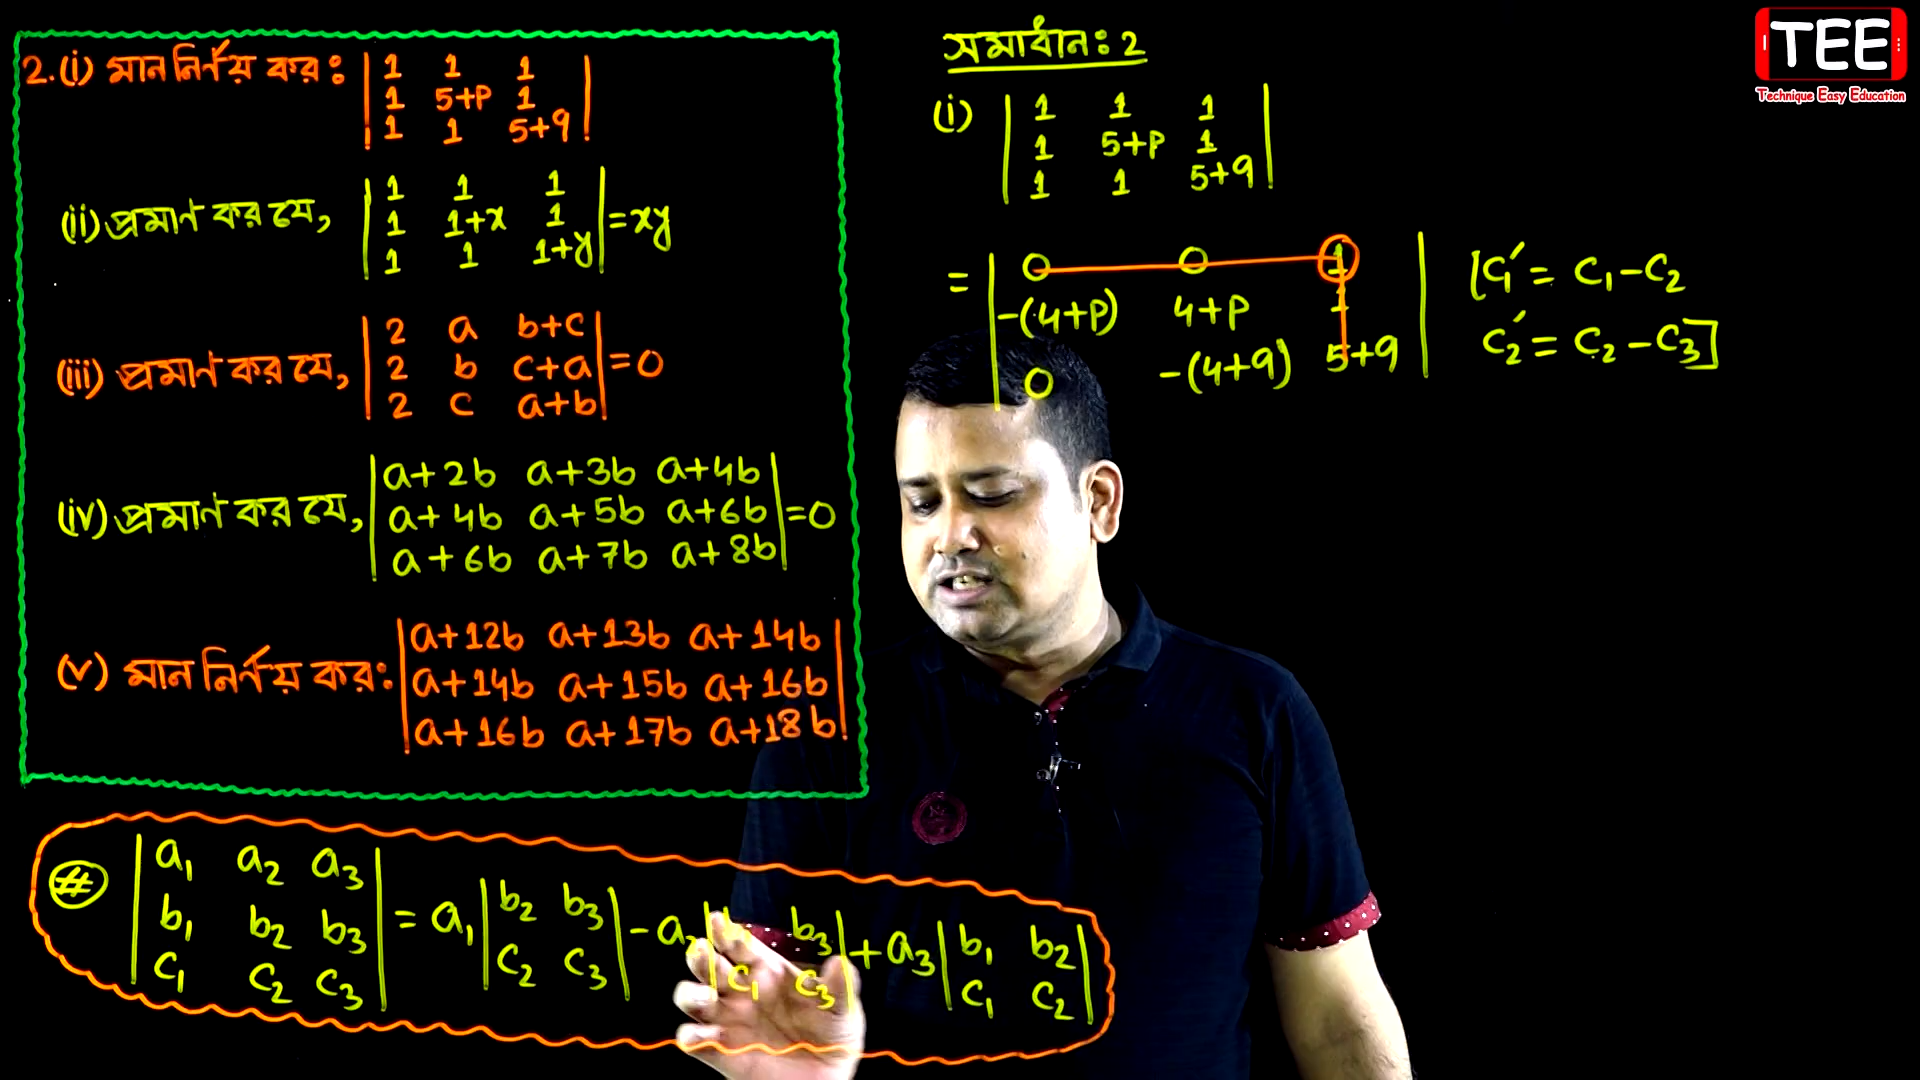 2.(i) মান নির্ণয় কর: | 1 1 1 |
| 1 5+p 1 |
| 1 1 5+q |
(ii) প্রমাণ কর যে, | 1 1 1 |
| 1 1+x 1 | = xy
| 1 1 1+y |
(iii) প্রমাণ কর যে, | 2 a b+c |
| 2 b c+a | = 0
| 2 c a+b |
(iv) প্রমাণ কর যে, | a+2b a+3b a+4b |
| a+4b a+5b a+6b | = 0
| a+6b a+7b a+8b |
(v) মান নির্ণয় কর: | a+12b a+13b a+14b |
| a+14b a+15b a+16b |
| a+16b a+17b a+18b |
# | a₁ a₂ a₃ |
| b₁ b₂ b₃ | = a₁ | b₂ b₃ | - a₂ | b₃ | + a₃ | b₁ b₂ |
| c₁ c₂ c₃ | | c₂ c₃ | | c₁ c₃ | | c₁ c₂ |
সমাধান: 2
(i) | 1 1 1 |
| 1 5+p 1 |
| 1 1 5+q |
= | 0 0 1 | [c₁′ = c₁-c₂
| -(4+p) 4+p 1 | c₂′ = c₂-c₃]
| 0 -(4+q) 5+q |
TEE
Technique Easy Education